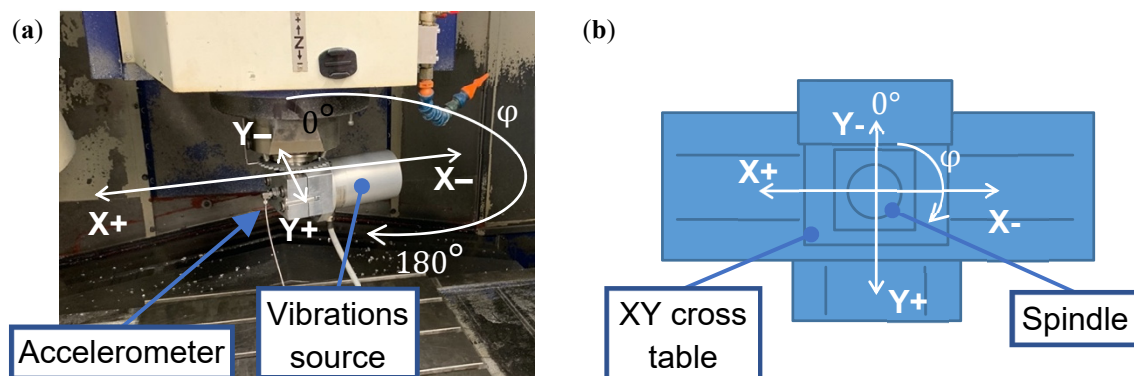 (a)
+
Z
−
0°
φ
Y−
X−
X+
Y+
180°
Accelerometer
Vibrations
source
(b)
0°
Y-
φ
X+
X-
Y+
XY cross
table
Spindle